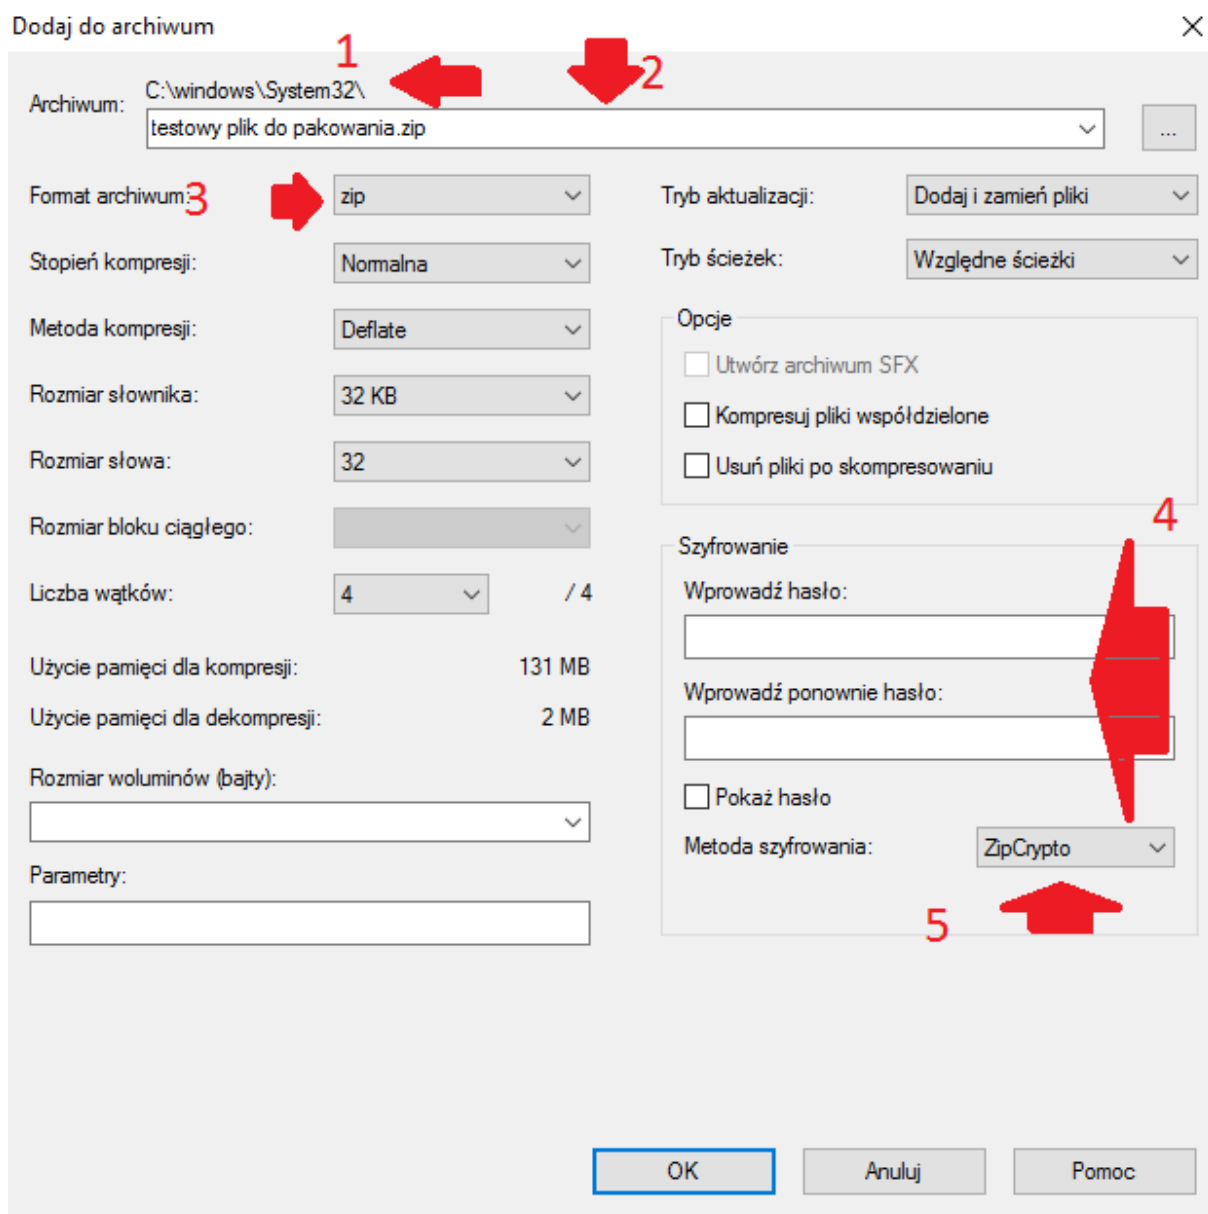 Dodaj do archiwum
1
2
C:\windows\System32\
Archiwum:
testowy plik do pakowania.zip
...
Format archiwum:
3
zip
Tryb aktualizacji:
Dodaj i zamień pliki
Stopień kompresji:
Normalna
Tryb ścieżek:
Względne ścieżki
Metoda kompresji:
Deflate
Opcje
Utwórz archiwum SFX
Rozmiar słownika:
32 KB
Kompresuj pliki współdzielone
Rozmiar słowa:
32
Usuń pliki po skompresowaniu
Rozmiar bloku ciągłego:
4
Szyfrowanie
Liczba wątków:
4
/ 4
Wprowadź hasło:
Użycie pamięci dla kompresji:
131 MB
Wprowadź ponownie hasło:
Użycie pamięci dla dekompresji:
2 MB
Rozmiar woluminów (bajty):
Pokaż hasło
Metoda szyfrowania:
ZipCrypto
Parametry:
5
OK
Anuluj
Pomoc